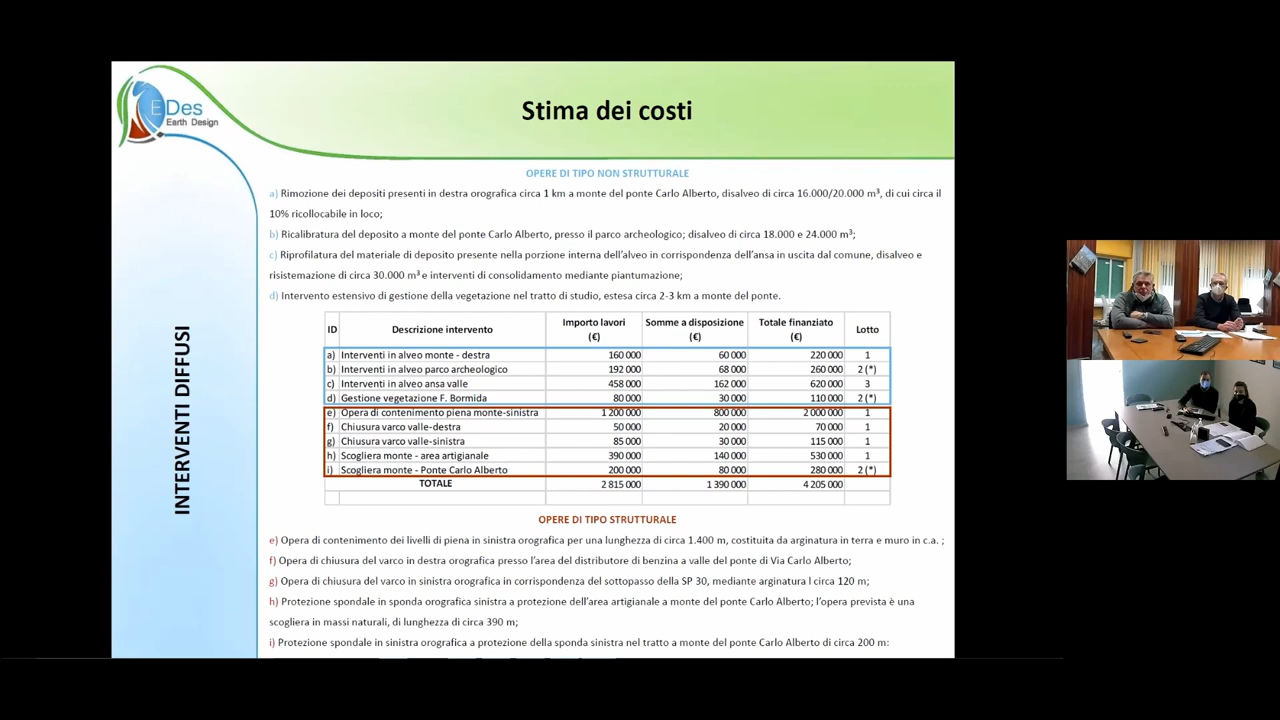 EDes
Earth Design
Stima dei costi
INTERVENTI DIFFUSI
OPERE DI TIPO NON STRUTTURALE
a) Rimozione dei depositi presenti in destra orografica circa 1 km a monte del ponte Carlo Alberto, disalveo di circa 16.000/20.000 m³, di cui circa il
10% ricollocabile in loco;
b) Ricalibratura del deposito a monte del ponte Carlo Alberto, presso il parco archeologico; disalveo di circa 18.000 e 24.000 m³;
c) Riprofilatura del materiale di deposito presente nella porzione interna dell'alveo in corrispondenza dell'ansa in uscita dal comune, disalveo e
risistemazione di circa 30.000 m³ e interventi di consolidamento mediante piantumazione;
d) Intervento estensivo di gestione della vegetazione nel tratto di studio, estesa circa 2-3 km a monte del ponte.
ID Descrizione intervento Importo lavori (€) Somme a disposizione (€) Totale finanziato (€) Lotto
a) Interventi in alveo monte - destra 160 000 60 000 220 000 1
b) Interventi in alveo parco archeologico 192 000 68 000 260 000 2 (*)
c) Interventi in alveo ansa valle 458 000 162 000 620 000 3
d) Gestione vegetazione F. Bormida 80 000 30 000 110 000 2 (*)
e) Opera di contenimento piena monte-sinistra 1 200 000 800 000 2 000 000 1
f) Chiusura varco valle-destra 50 000 20 000 70 000 1
g) Chiusura varco valle-sinistra 85 000 30 000 115 000 1
h) Scogliera monte - area artigianale 390 000 140 000 530 000 1
i) Scogliera monte - Ponte Carlo Alberto 200 000 80 000 280 000 2 (*)
TOTALE 2 815 000 1 390 000 4 205 000
OPERE DI TIPO STRUTTURALE
e) Opera di contenimento dei livelli di piena in sinistra orografica per una lunghezza di circa 1.400 m, costituita da arginatura in terra e muro in c.a. ;
f) Opera di chiusura del varco in destra orografica presso l'area del distributore di benzina a valle del ponte di Via Carlo Alberto;
g) Opera di chiusura del varco in sinistra orografica in corrispondenza del sottopasso della SP 30, mediante arginatura l circa 120 m;
h) Protezione spondale in sponda orografica sinistra a protezione dell'area artigianale a monte del ponte Carlo Alberto; l'opera prevista è una
scogliera in massi naturali, di lunghezza di circa 390 m;
i) Protezione spondale in sinistra orografica a protezione della sponda sinistra nel tratto a monte del ponte Carlo Alberto di circa 200 m: